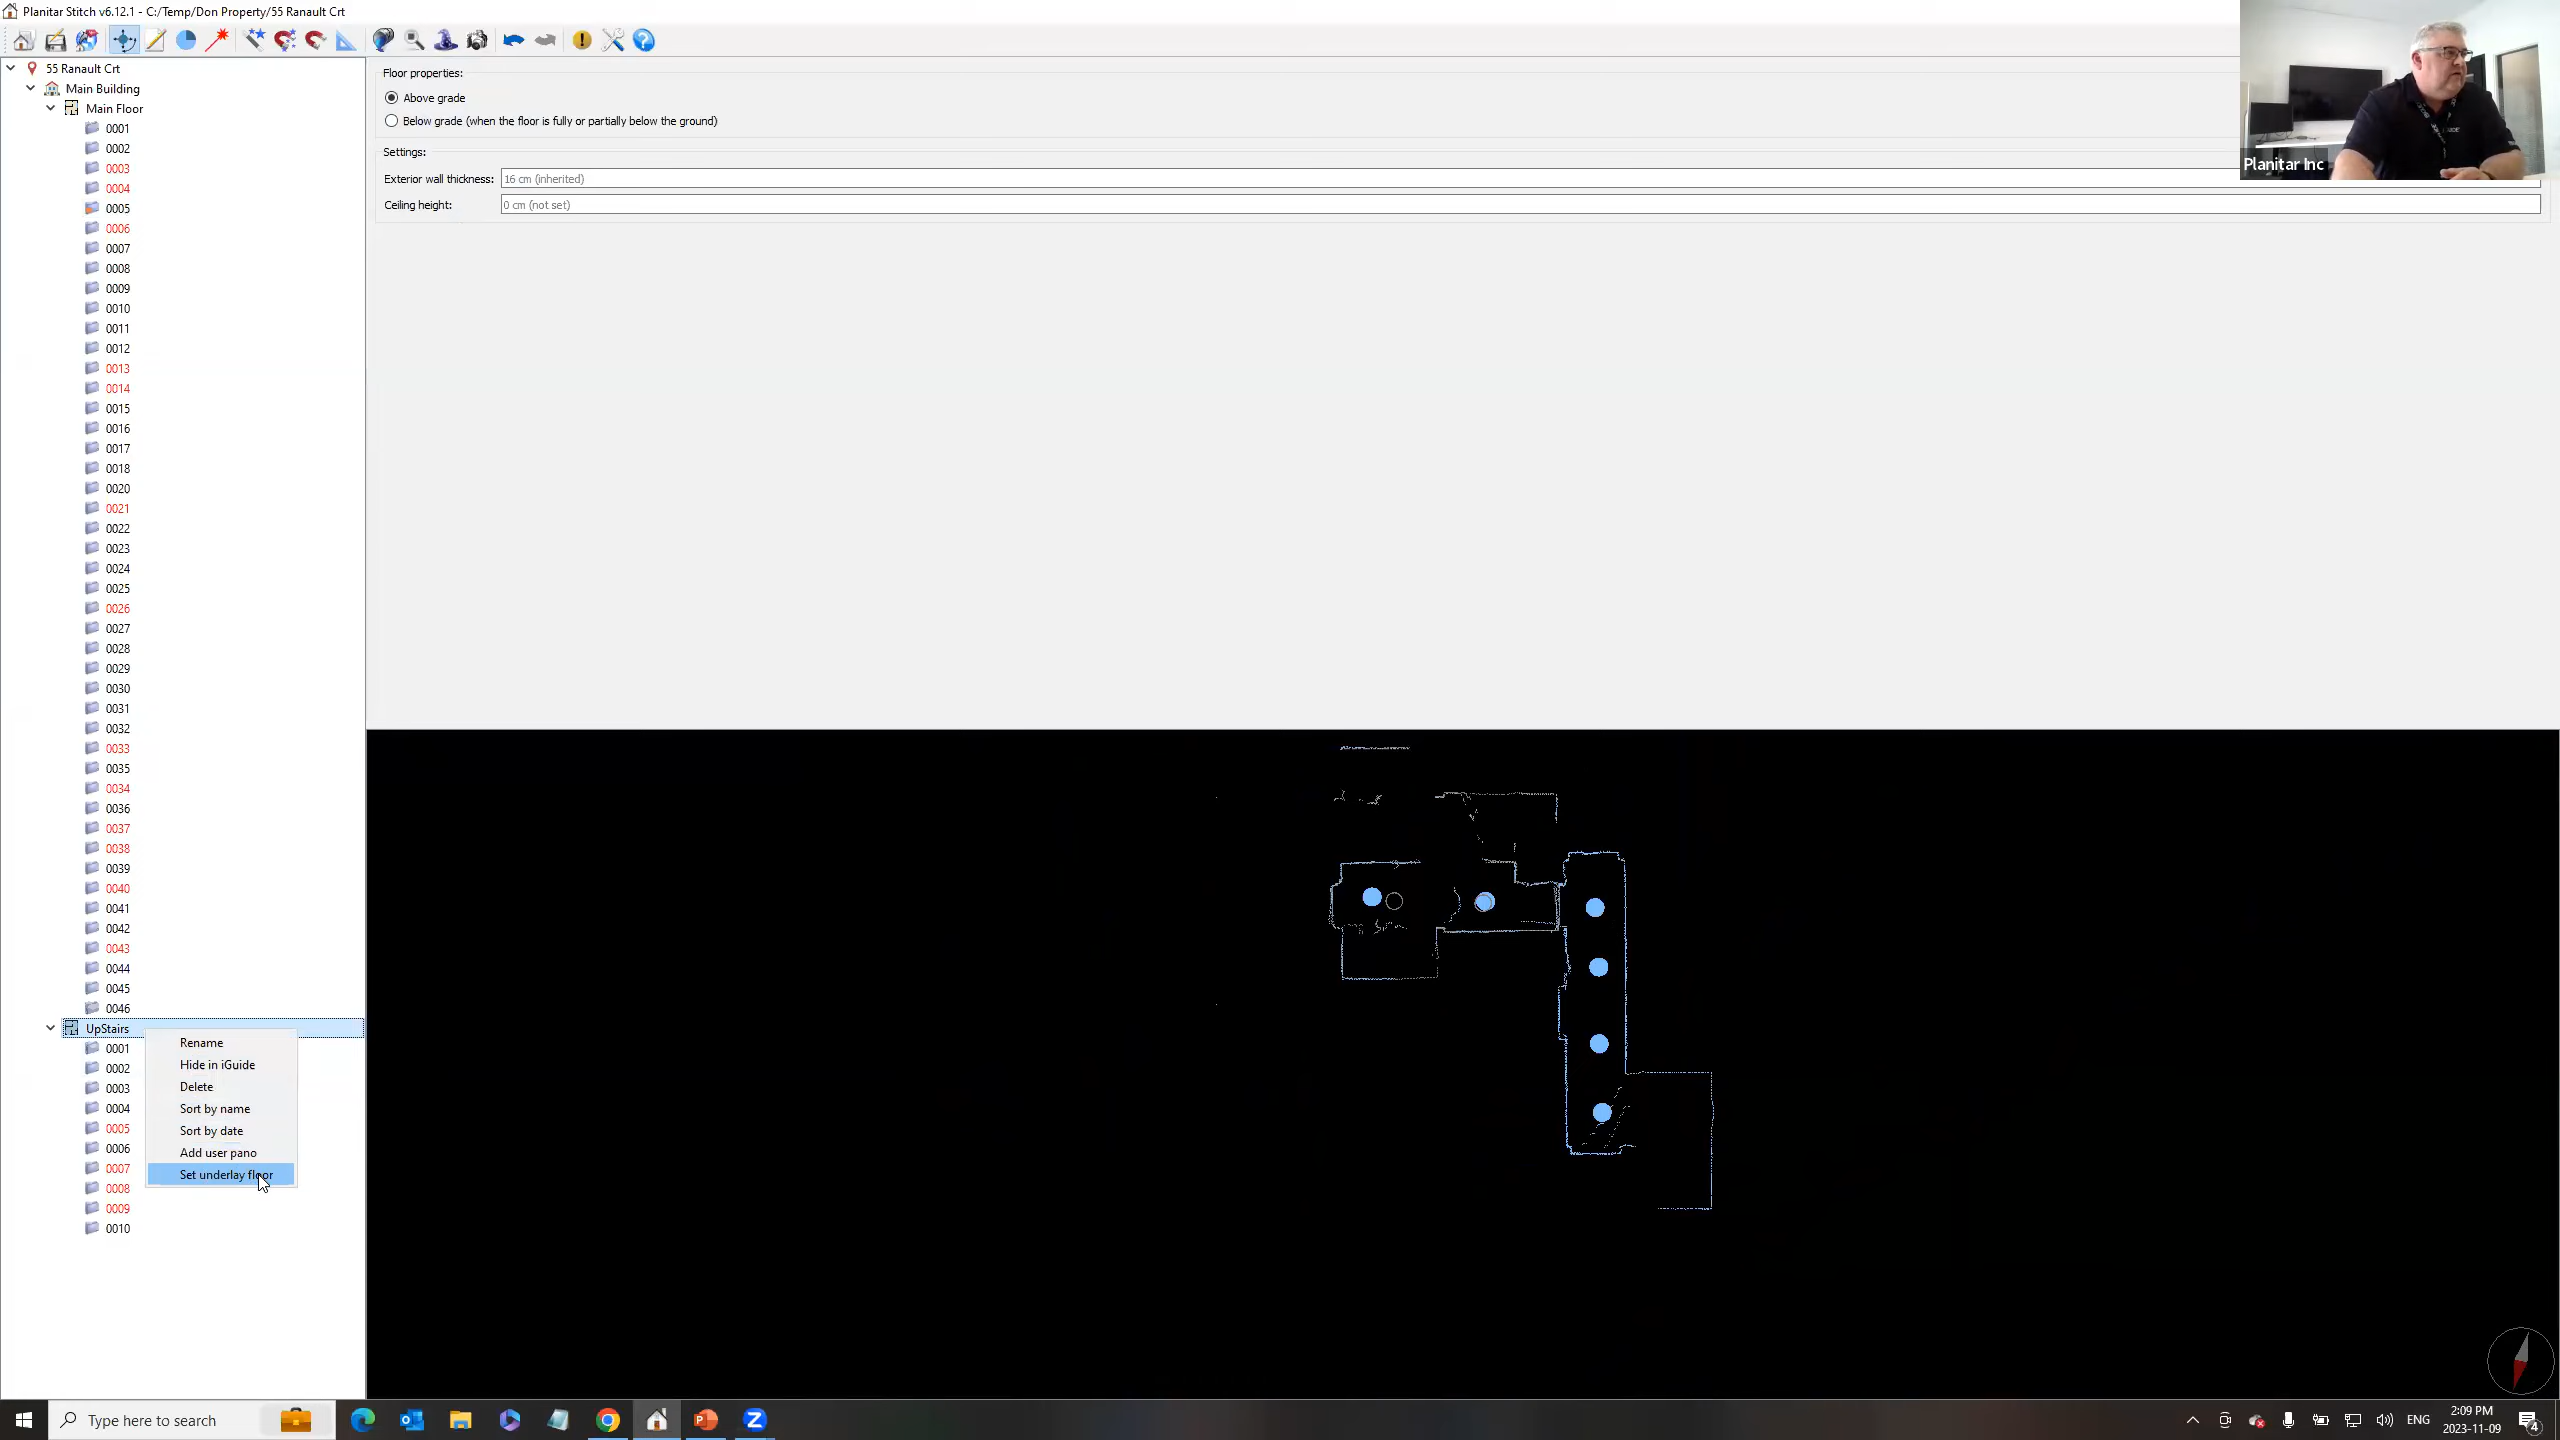 Planitar Stitch v6.12.1 - C:/Temp/Don Property/55 Ranault Crt
55 Ranault Crt
Main Building
Main Floor
0001
0002
0003
0004
0005
0006
0007
0008
0009
0010
0011
0012
0013
0014
0015
0016
0017
0018
0020
0021
0022
0023
0024
0025
0026
0027
0028
0029
0030
0031
0032
0033
0035
0034
0036
0037
0038
0039
0040
0041
0042
0043
0044
0045
0046
UpStairs
0001
0002
0003
0004
0005
0006
0007
0008
0009
0010
Rename
Hide in iGuide
Delete
Sort by name
Sort by date
Add user pano
Set underlay floor
Floor properties:
Above grade
Below grade (when the floor is fully or partially below the ground)
Settings:
Exterior wall thickness: 16 cm (inherited)
Ceiling height: 0 cm (not set)
Planitar Inc
Type here to search
ENG
2:09 PM
2023-11-09
4